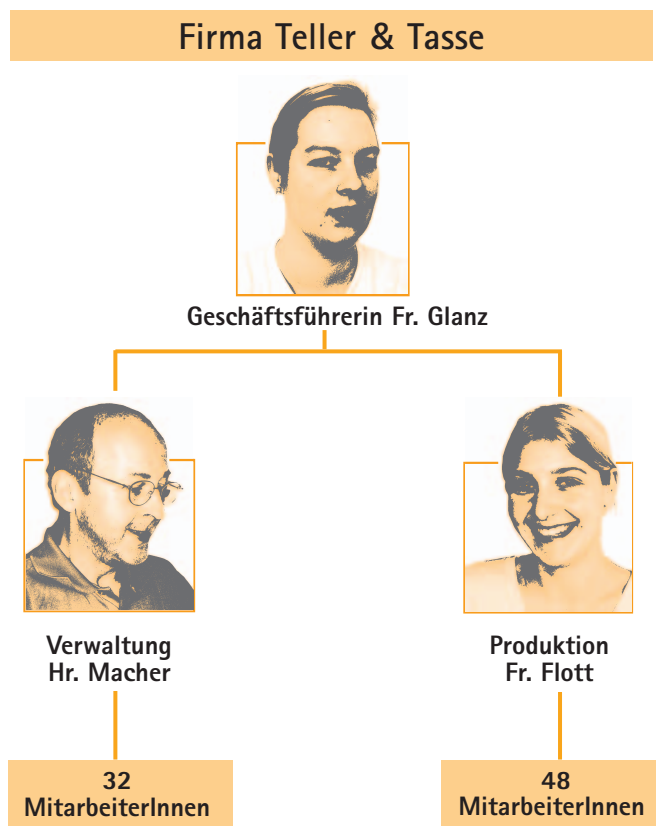 Firma Teller & Tasse
Geschäftsführerin Fr. Glanz
Verwaltung
Hr. Macher
Produktion
Fr. Flott
32
MitarbeiterInnen
48
MitarbeiterInnen